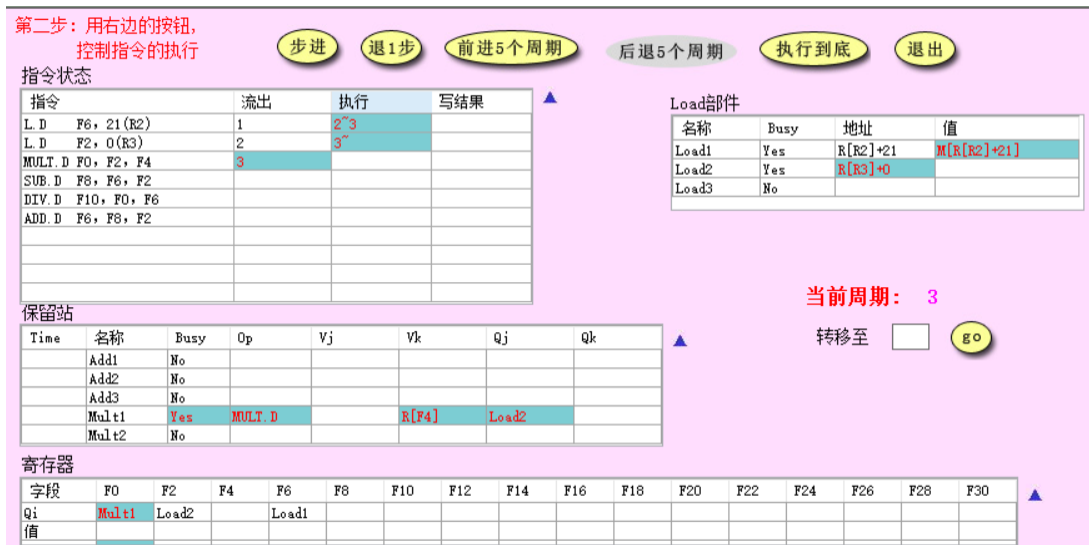 第二步：用右边的按钮,
控制指令的执行
步进 退1步 前进5个周期 后退5个周期 执行到底 退出
指令状态
指令 流出 执行 写结果
L.D F6, 21(R2) 1 2~3
L.D F2, 0(R3) 2 3~
MULT.D F0, F2, F4 3
SUB.D F8, F6, F2
DIV.D F10, F0, F6
ADD.D F6, F8, F2
Load部件
名称 Busy 地址 值
Load1 Yes R[R2]+21 M[R[R2]+21]
Load2 Yes R[R3]+0
Load3 No
当前周期： 3
转移至 go
保留站
Time 名称 Busy Op Vj Vk Qj Qk
Add1 No
Add2 No
Add3 No
Mult1 Yes MULT.D R[F4] Load2
Mult2 No
寄存器
字段 F0 F2 F4 F6 F8 F10 F12 F14 F16 F18 F20 F22 F24 F26 F28 F30
Qi Mult1 Load2 Load1
值